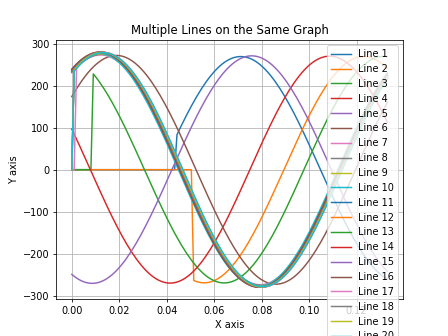 Multiple Lines on the Same Graph
300
200
100
0
−100
−200
−300
Y axis
0.00
0.02
0.04
0.06
0.08
0.10
X axis
Line 1
Line 2
Line 3
Line 4
Line 5
Line 6
Line 7
Line 8
Line 9
Line 10
Line 11
Line 12
Line 13
Line 14
Line 15
Line 16
Line 17
Line 18
Line 19
Line 20